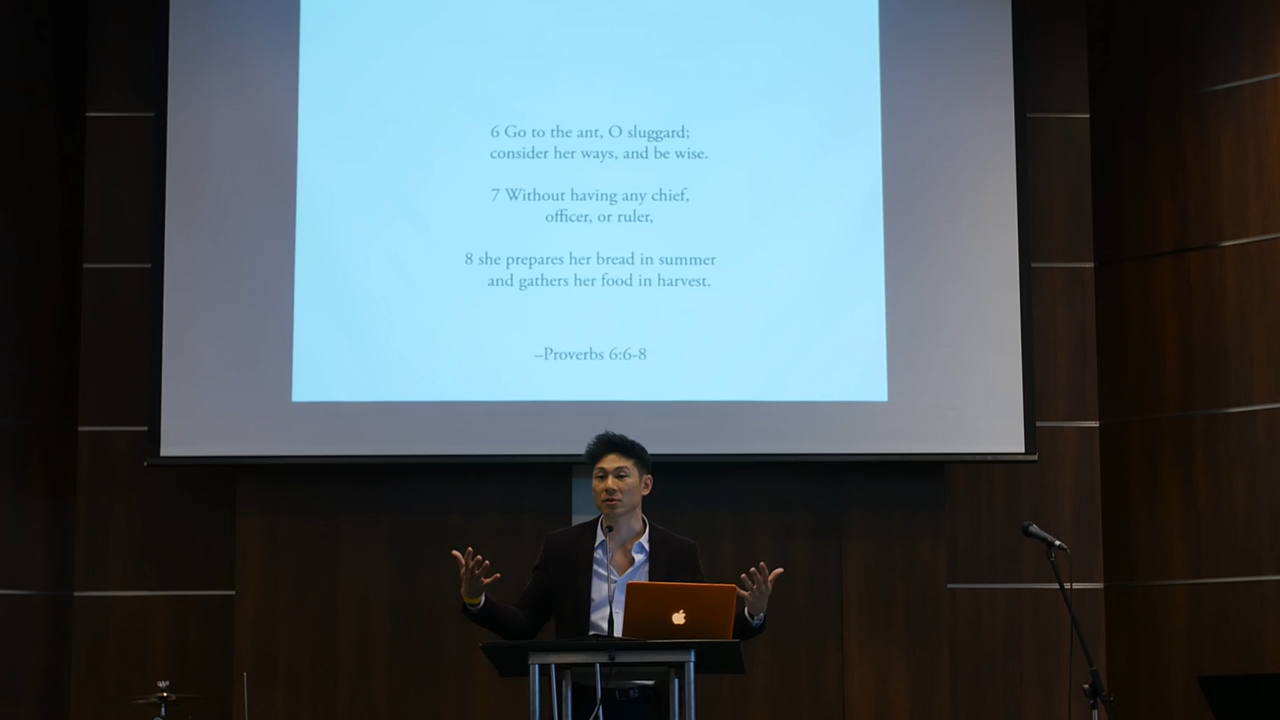 6 Go to the ant, O sluggard;
consider her ways, and be wise.
7 Without having any chief,
officer, or ruler,
8 she prepares her bread in summer
and gathers her food in harvest.
–Proverbs 6:6-8